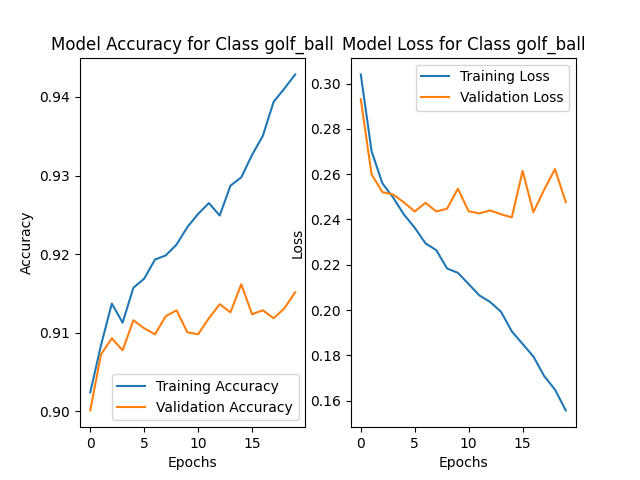 Model Accuracy for Class golf_ball
0.94
0.93
0.92
0.91
0.90
Accuracy
Training Accuracy
Validation Accuracy
0 5 10 15
Epochs
Model Loss for Class golf_ball
0.30
0.28
0.26
0.24
0.22
0.20
0.18
0.16
Loss
Training Loss
Validation Loss
0 5 10 15
Epochs